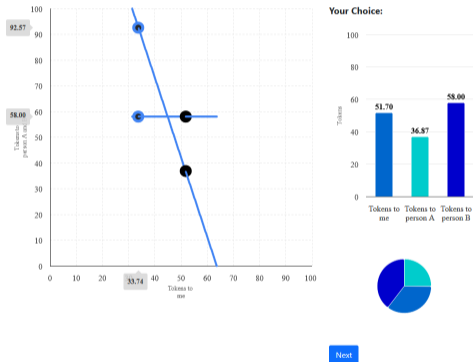 Your Choice:
100
90
80
70
60
50
40
30
20
10
0
92.57
58.00
Tokens to
person A and
0
10
20
33.74
40
50
60
70
80
90
100
Tokens to
me
100
80
60
40
20
0
Tokens
51.70
36.87
58.00
Tokens to
me
Tokens to
person A
Tokens to
person B
Next